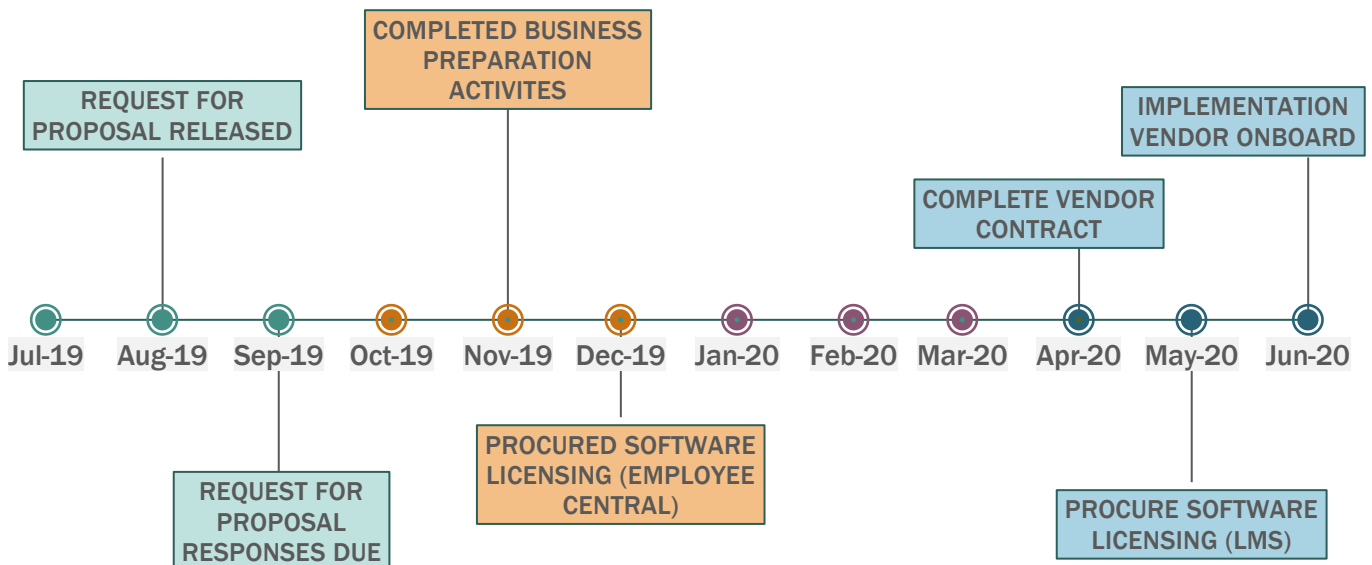 COMPLETED BUSINESS
PREPARATION
ACTIVITES
REQUEST FOR
PROPOSAL RELEASED
IMPLEMENTATION
VENDOR ONBOARD
COMPLETE VENDOR
CONTRACT
Jul-19 Aug-19 Sep-19 Oct-19 Nov-19 Dec-19 Jan-20 Feb-20 Mar-20 Apr-20 May-20 Jun-20
PROCURED SOFTWARE
LICENSING (EMPLOYEE
CENTRAL)
REQUEST FOR
PROPOSAL
RESPONSES DUE
PROCURE SOFTWARE
LICENSING (LMS)